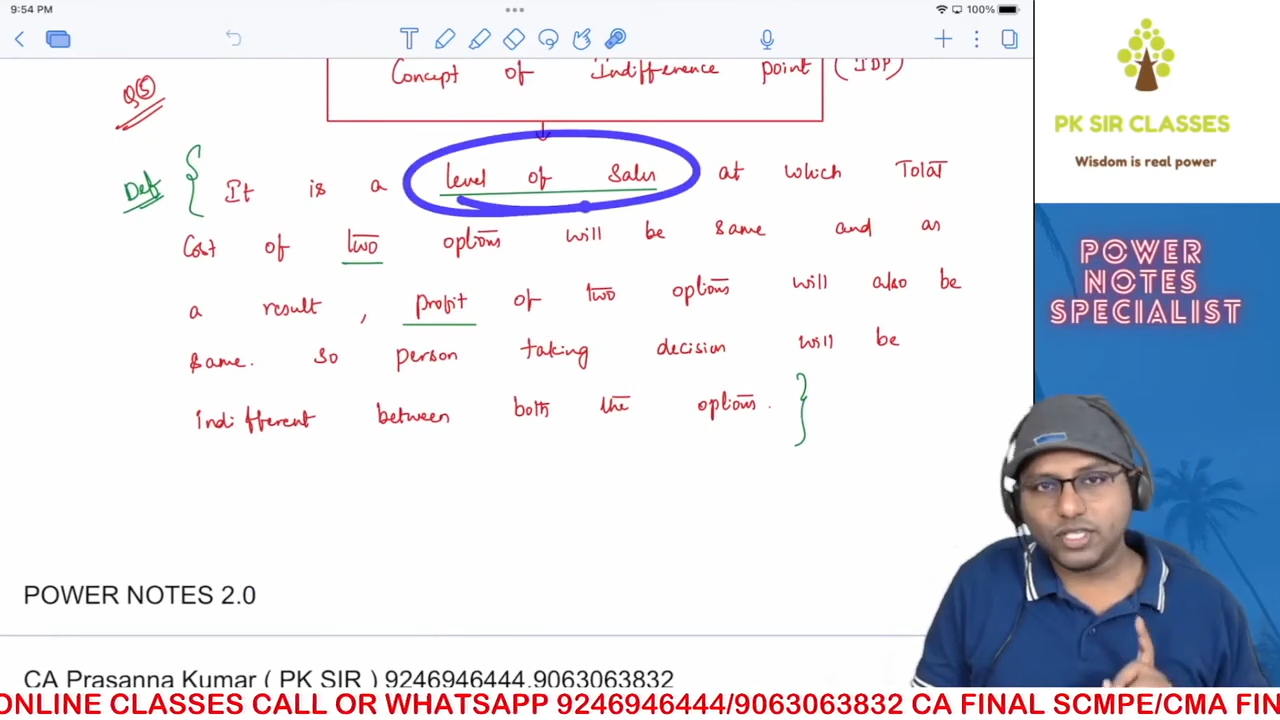 9:54 PM
100%
Concept of Indifference point (IDP)
Q5
PK SIR CLASSES
Wisdom is real power
Def
It is a level of Sales at which Total
Cost of two options will be same and as
a result, profit of two options will also be
same. So person taking decision will be
Indifferent between both the options.
POWER
NOTES
SPECIALIST
POWER NOTES 2.0
CA Prasanna Kumar ( PK SIR ) 9246946444,9063063832
ONLINE CLASSES CALL OR WHATSAPP 9246946444/9063063832 CA FINAL SCMPE/CMA FIN